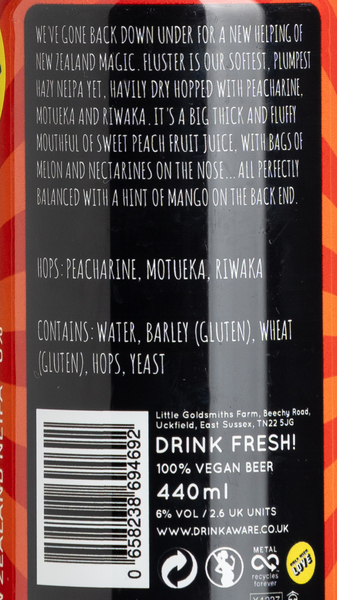 WE'VE GONE BACK DOWN UNDER FOR A NEW HELPING OF
NEW ZEALAND MAGIC. FLUSTER IS OUR SOFTEST, PLUMPEST
HAZY NEIPA YET. HAVILY DRY HOPPED WITH PEACHARINE,
MOTUEKA AND RIWAKA. IT'S A BIG THICK AND FLUFFY
MOUTHFUL OF SWEET PEACH FRUIT JUICE, WITH BAGS OF
MELON AND NECTARINES ON THE NOSE... ALL PERFECTLY
BALANCED WITH A HINT OF MANGO ON THE BACK END.
HOPS: PEACHARINE, MOTUEKA, RIWAKA
CONTAINS: WATER, BARLEY (GLUTEN), WHEAT
(GLUTEN), HOPS, YEAST
Little Goldsmiths Farm, Beechy Road,
Uckfield, East Sussex, TN22 5JG
DRINK FRESH!
100% VEGAN BEER
440ml
6% VOL / 2.6 UK UNITS
WWW.DRINKAWARE.CO.UK
0 658238 694692
METAL
recycles
forever